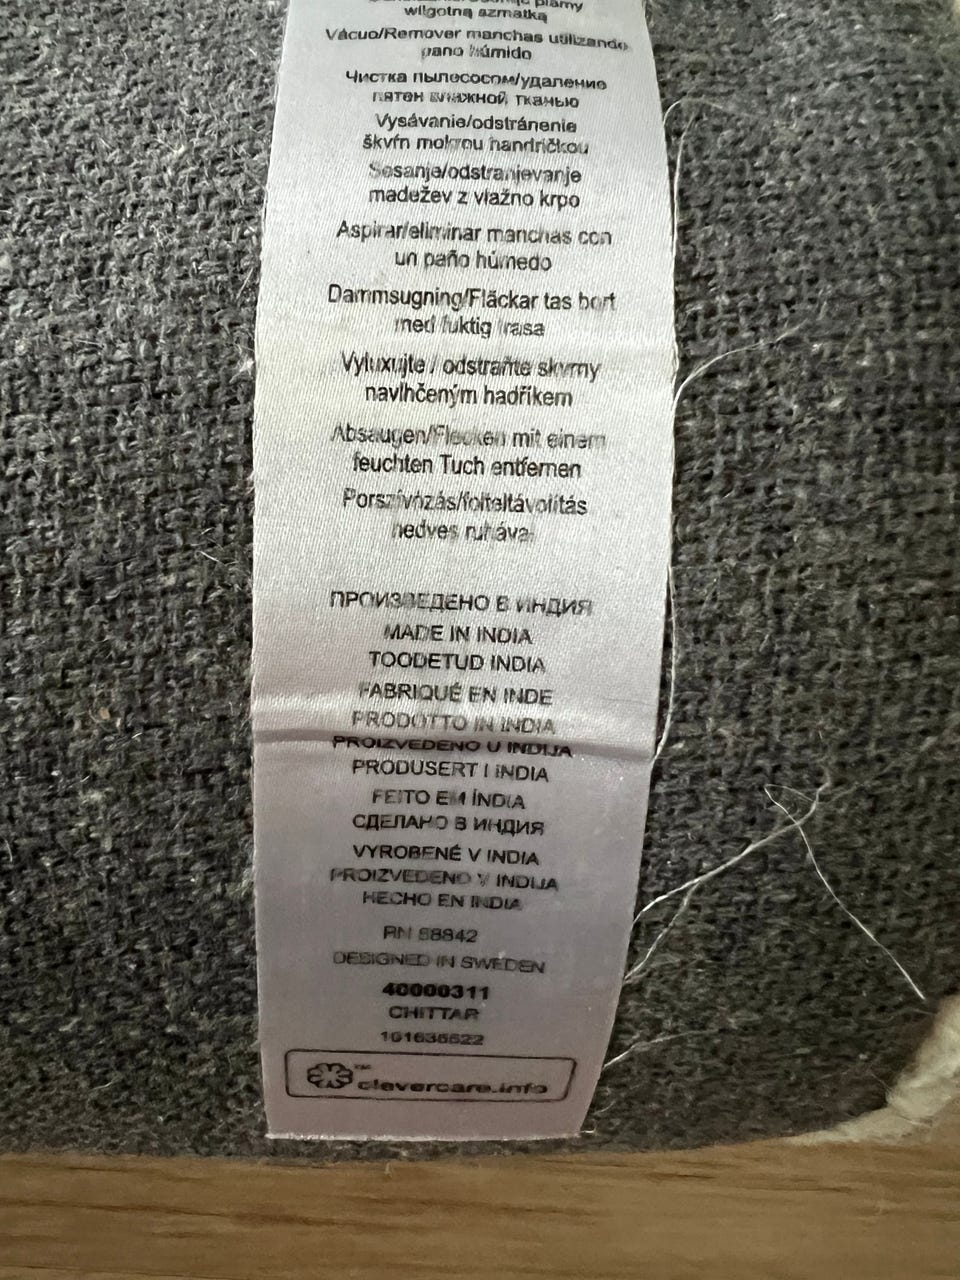 plamy
wilgotną szmatką
Vácuo/Remover manchas utilizando
pano húmido
Чистка пылесосом/удаление
пятен влажной тканью
Vysávanie/odstránenie
škvŕn mokrou handričkou
Sesanje/odstranjevanje
madežev z vlažno krpo
Aspirar/eliminar manchas con
un paño húmedo
Dammsugning/Fläckar tas bort
med fuktig trasa
Vyluxujte / odstraňte skvrny
navlhčeným hadříkem
Absaugen/Flecken mit einem
feuchten Tuch entfernen
Porszívózás/folteltávolítás
nedves ruhával
ПРОИЗВЕДЕНО В ИНДИЯ
MADE IN INDIA
TOODETUD INDIA
FABRIQUÉ EN INDE
PRODOTTO IN INDIA
PROIZVEDENO U INDIJA
PRODUSERT I INDIA
FEITO EM ÍNDIA
СДЕЛАНО В ИНДИЯ
VYROBENÉ V INDIA
PROIZVEDENO V INDIJA
HECHO EN INDIA
RN
DESIGNED IN SWEDEN
40000311
CHITTAR
clevercare.info